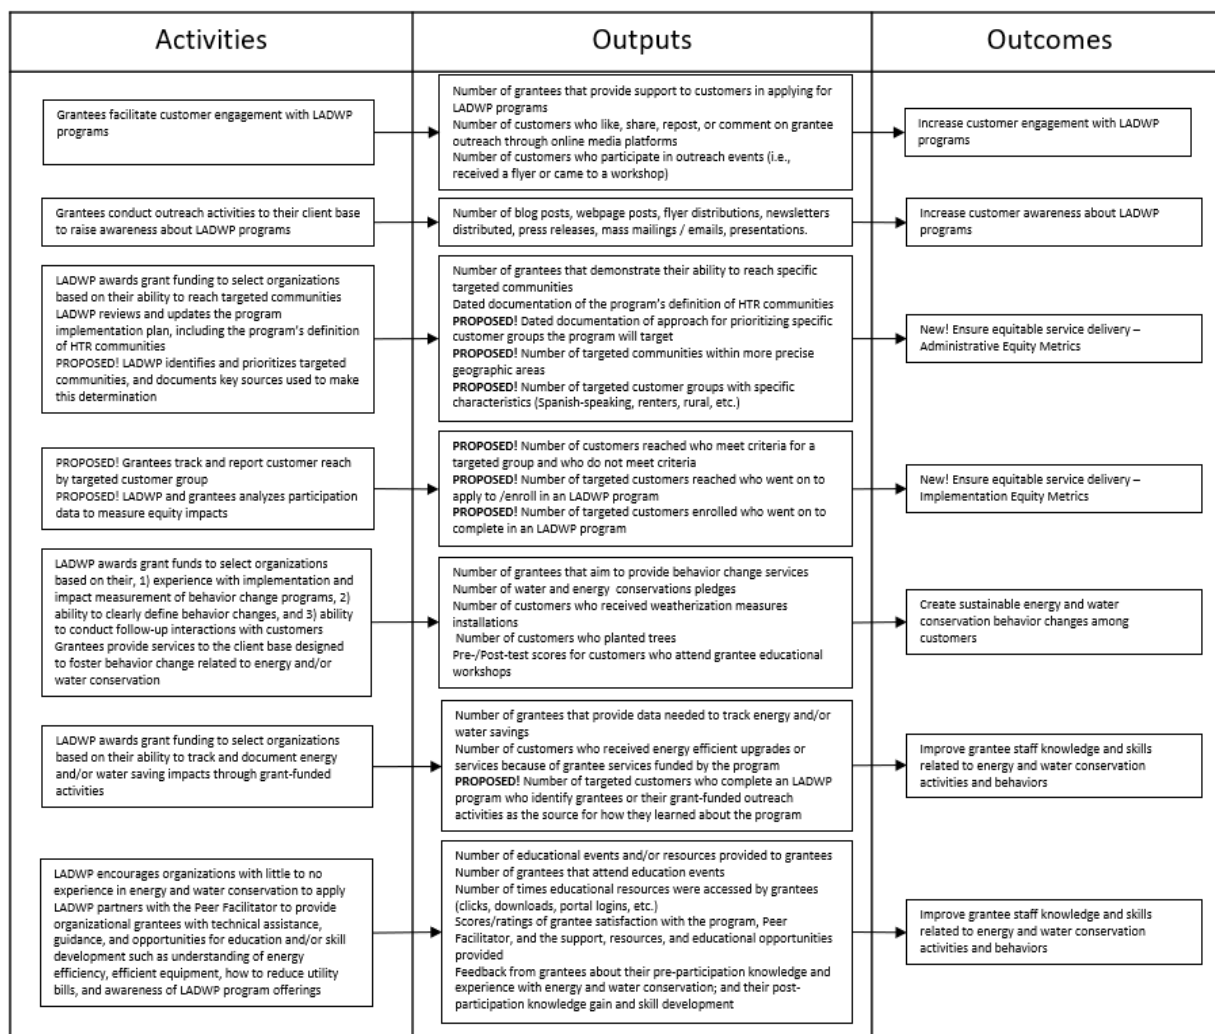 Activities
Outputs
Outcomes
Grantees facilitate customer engagement with LADWP
programs
Number of grantees that provide support to customers in applying for
LADWP programs
Number of customers who like, share, repost, or comment on grantee
outreach through online media platforms
Number of customers who participate in outreach events (i.e.,
received a flyer or came to a workshop)
Increase customer engagement with LADWP
programs
Grantees conduct outreach activities to their client base
to raise awareness about LADWP programs
Number of blog posts, webpage posts, flyer distributions, newsletters
distributed, press releases, mass mailings / emails, presentations.
Increase customer awareness about LADWP
programs
LADWP awards grant funding to select organizations
based on their ability to reach targeted communities
LADWP reviews and updates the program
implementation plan, including the program's definition
of HTR communities
PROPOSED! LADWP identifies and prioritizes targeted
communities, and documents key sources used to make
this determination
Number of grantees that demonstrate their ability to reach specific
targeted communities
Dated documentation of the program's definition of HTR communities
PROPOSED! Dated documentation of approach for prioritizing specific
customer groups the program will target
PROPOSED! Number of targeted communities within more precise
geographic areas
PROPOSED! Number of targeted customer groups with specific
characteristics (Spanish-speaking, renters, rural, etc.)
New! Ensure equitable service delivery –
Administrative Equity Metrics
PROPOSED! Grantees track and report customer reach
by targeted customer group
PROPOSED! LADWP and grantees analyzes participation
data to measure equity impacts
PROPOSED! Number of customers reached who meet criteria for a
targeted group and who do not meet criteria
PROPOSED! Number of targeted customers reached who went on to
apply to /enroll in an LADWP program
PROPOSED! Number of targeted customers enrolled who went on to
complete in an LADWP program
New! Ensure equitable service delivery –
Implementation Equity Metrics
LADWP awards grant funds to select organizations
based on their, 1) experience with implementation and
impact measurement of behavior change programs, 2)
ability to clearly define behavior changes, and 3) ability
to conduct follow-up interactions with customers
Grantees provide services to the client base designed
to foster behavior change related to energy and/or
water conservation
Number of grantees that aim to provide behavior change services
Number of water and energy conservations pledges
Number of customers who received weatherization measures
installations
Number of customers who planted trees
Pre-/Post-test scores for customers who attend grantee educational
workshops
Create sustainable energy and water
conservation behavior changes among
customers
LADWP awards grant funding to select organizations
based on their ability to track and document energy
and/or water saving impacts through grant-funded
activities
Number of grantees that provide data needed to track energy and/or
water savings
Number of customers who received energy efficient upgrades or
services because of grantee services funded by the program
PROPOSED! Number of targeted customers who complete an LADWP
program who identify grantees or their grant-funded outreach
activities as the source for how they learned about the program
Improve grantee staff knowledge and skills
related to energy and water conservation
activities and behaviors
LADWP encourages organizations with little to no
experience in energy and water conservation to apply
LADWP partners with the Peer Facilitator to provide
organizational grantees with technical assistance,
guidance, and opportunities for education and/or skill
development such as understanding of energy
efficiency, efficient equipment, how to reduce utility
bills, and awareness of LADWP program offerings
Number of educational events and/or resources provided to grantees
Number of grantees that attend education events
Number of times educational resources were accessed by grantees
(clicks, downloads, portal logins, etc.)
Scores/ratings of grantee satisfaction with the program, Peer
Facilitator, and the support, resources, and educational opportunities
provided
Feedback from grantees about their pre-participation knowledge and
experience with energy and water conservation; and their post-
participation knowledge gain and skill development
Improve grantee staff knowledge and skills
related to energy and water conservation
activities and behaviors